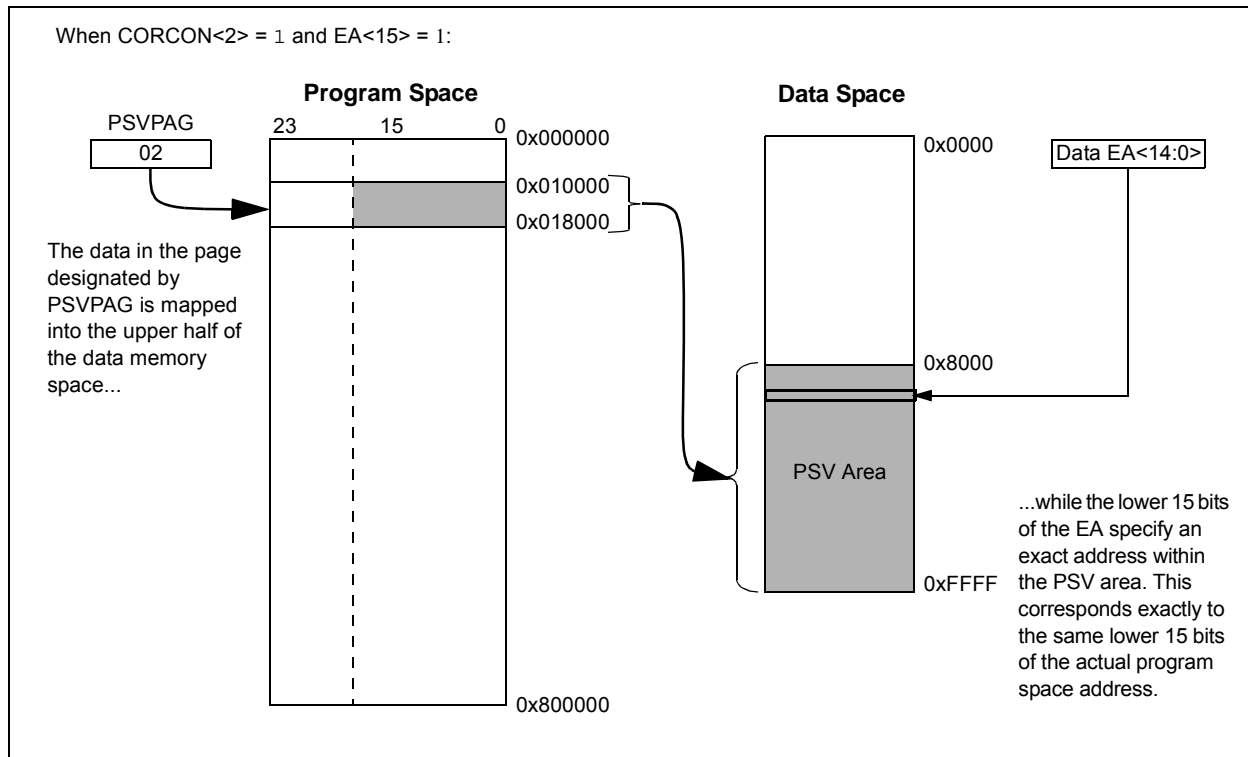 When CORCON<2> = 1 and EA<15> = 1:
Program Space
Data Space
PSVPAG
02
23 15 0
0x000000
0x010000
0x018000
0x800000
The data in the page
designated by
PSVPAG is mapped
into the upper half of
the data memory
space...
0x0000
0x8000
0xFFFF
PSV Area
Data EA<14:0>
...while the lower 15 bits
of the EA specify an
exact address within
the PSV area. This
corresponds exactly to
the same lower 15 bits
of the actual program
space address.